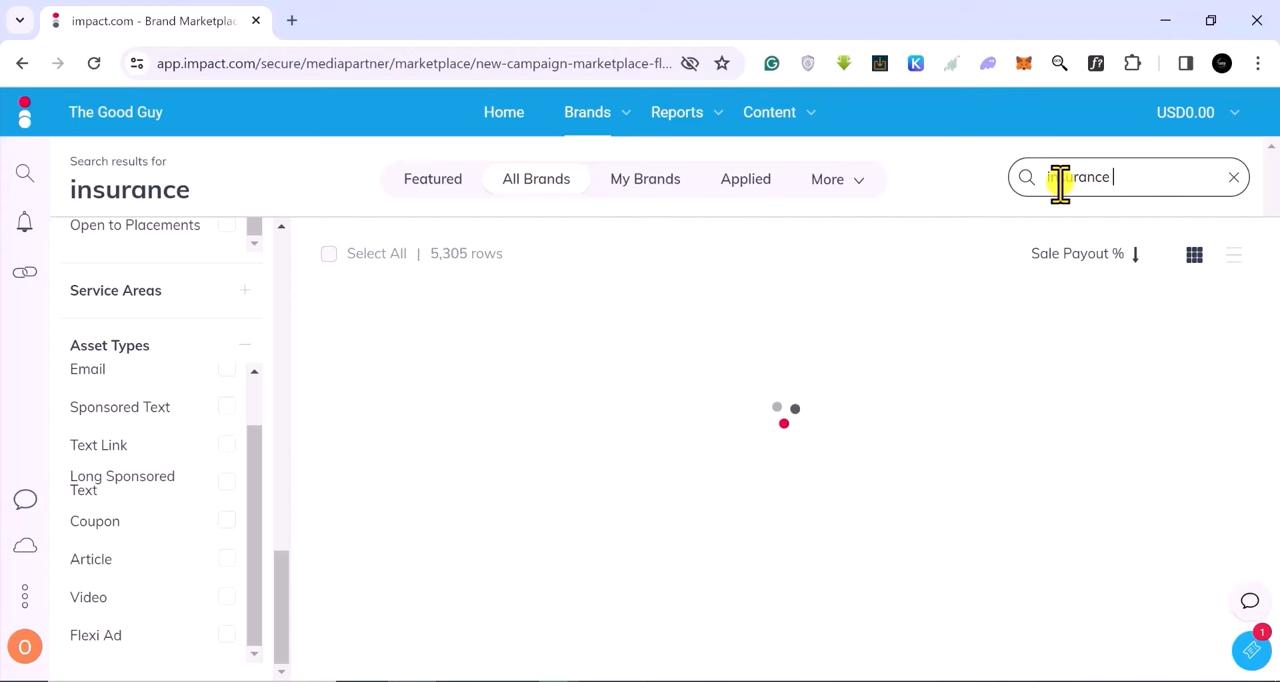 impact.com - Brand Marketplac
app.impact.com/secure/mediapartner/marketplace/new-campaign-marketplace-fl...
The Good Guy
Home
Brands
Reports
Content
USD0.00
Search results for
insurance
Featured
All Brands
My Brands
Applied
More
insurance
Open to Placements
Select All | 5,305 rows
Sale Payout %
Service Areas
Asset Types
Email
Sponsored Text
Text Link
Long Sponsored
Text
Coupon
Article
Video
Flexi Ad
O
1